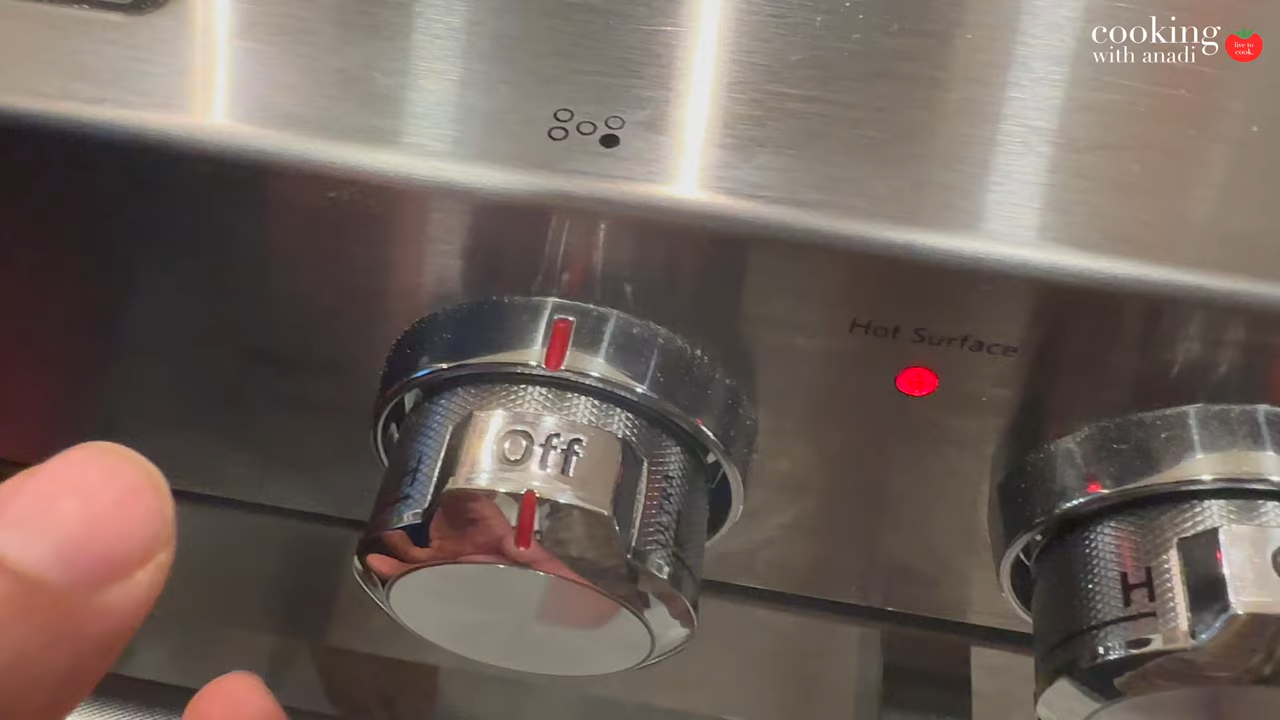 cooking
with anadi
live to
cook.
Hot Surface
Off
H